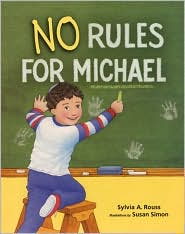 NO RULES
FOR MICHAEL
Sylvia A. Rouss
Illustrations by Susan Simon